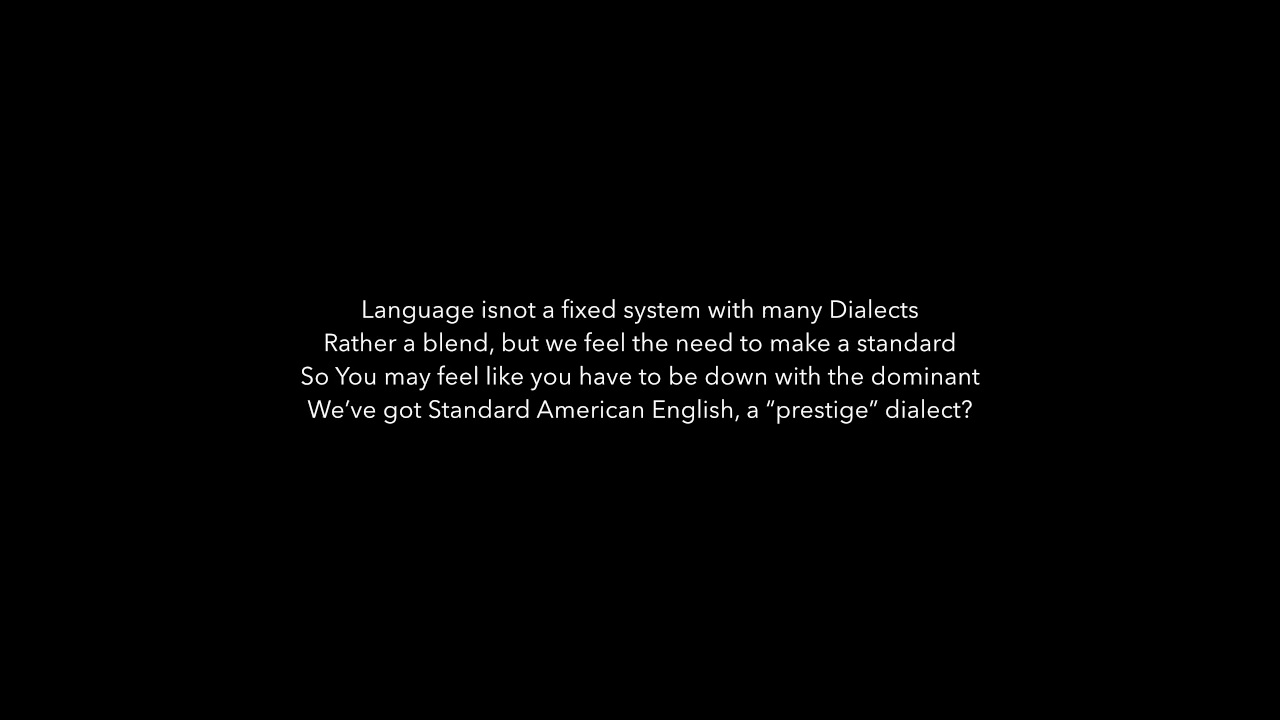 Language isnot a fixed system with many Dialects
Rather a blend, but we feel the need to make a standard
So You may feel like you have to be down with the dominant
We’ve got Standard American English, a “prestige” dialect?